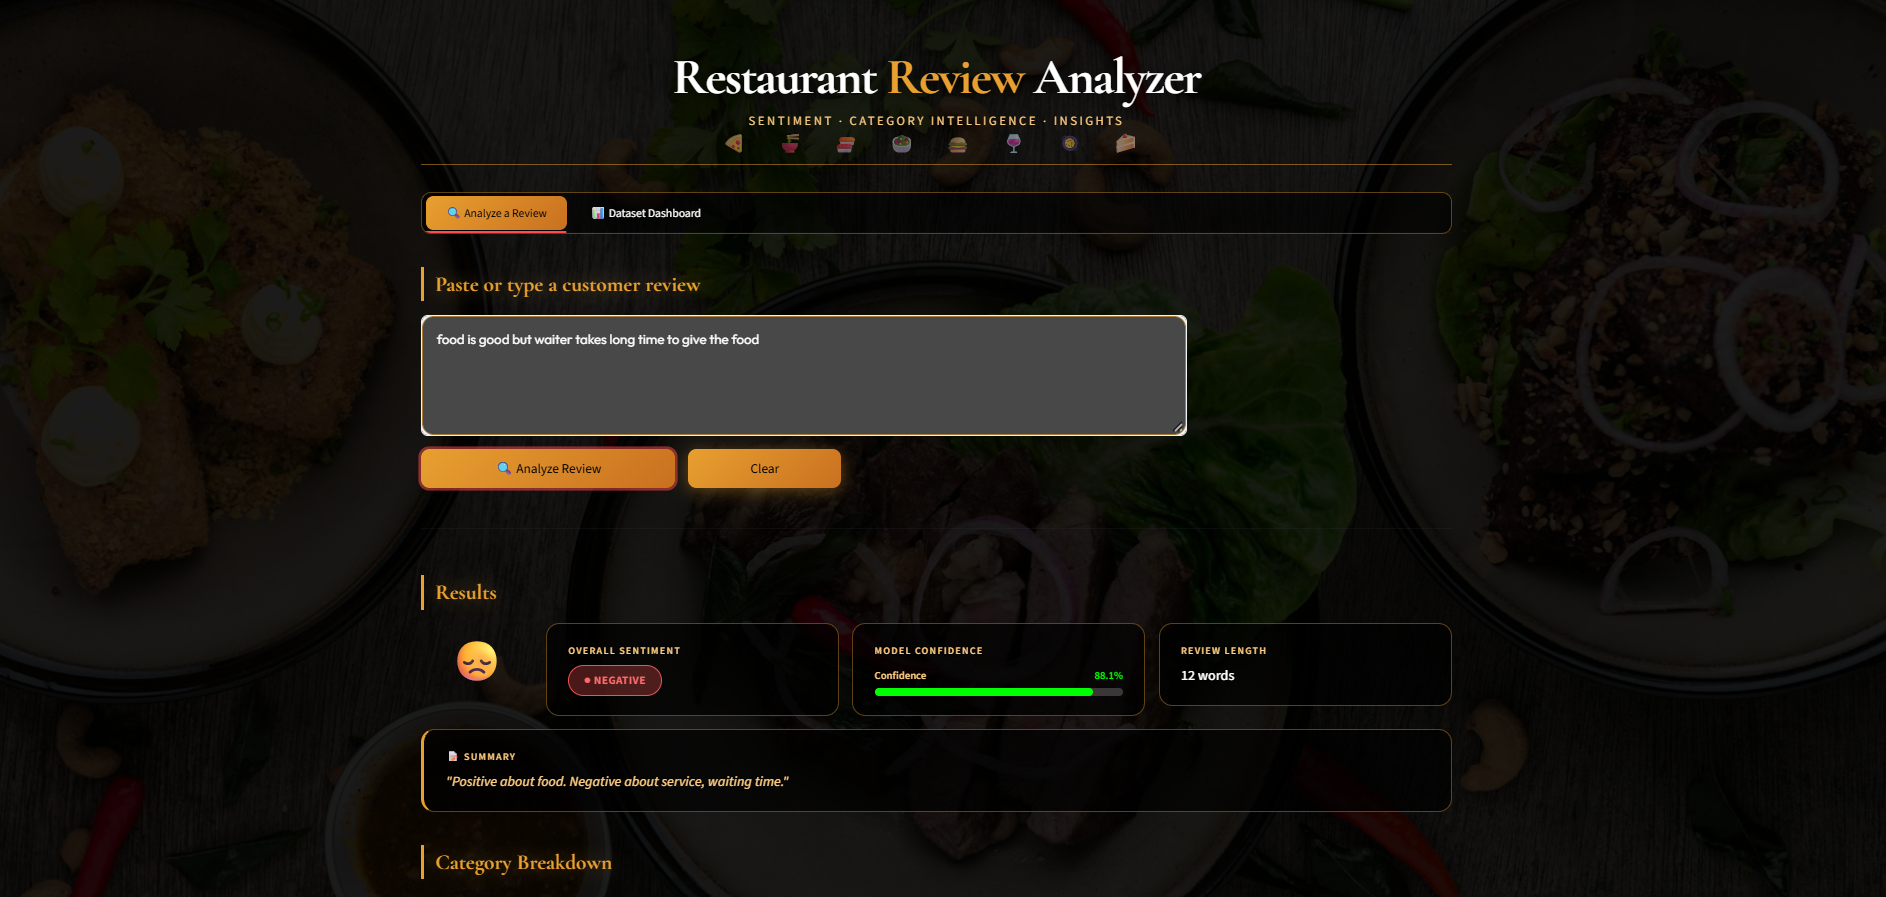 Restaurant Review Analyzer
SENTIMENT · CATEGORY INTELLIGENCE · INSIGHTS
Analyze a Review
Dataset Dashboard
Paste or type a customer review
food is good but waiter takes long time to give the food
Analyze Review
Clear
Results
OVERALL SENTIMENT
NEGATIVE
MODEL CONFIDENCE
Confidence 88.1%
REVIEW LENGTH
12 words
SUMMARY
"Positive about food. Negative about service, waiting time."
Category Breakdown